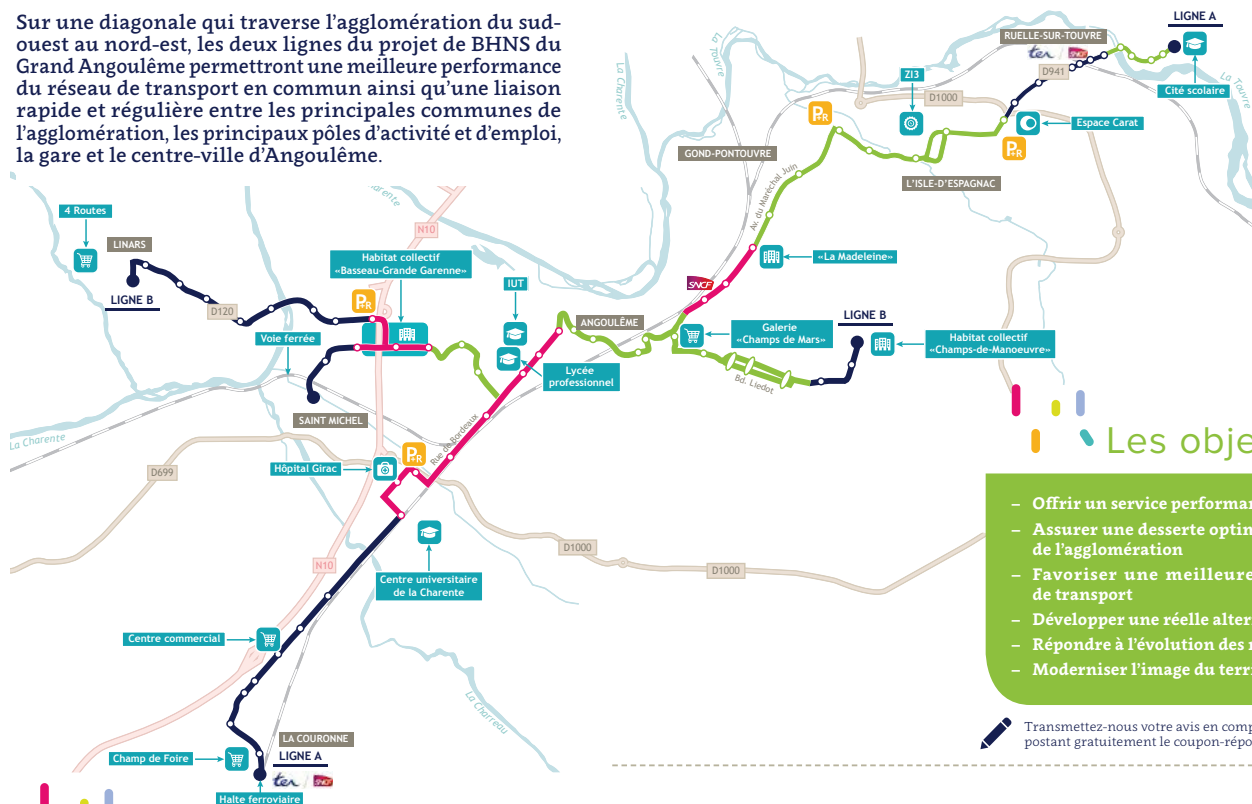 Sur une diagonale qui traverse l’agglomération du sud-
ouest au nord-est, les deux lignes du projet de BHNS du
Grand Angoulême permettront une meilleure performance
du réseau de transport en commun ainsi qu’une liaison
rapide et régulière entre les principales communes de
l’agglomération, les principaux pôles d’activité et d’emploi,
la gare et le centre-ville d’Angoulême.
LIGNE A
RUELLE-SUR-TOUVRE
ter
SNCF
D941
Cité scolaire
La Touvre
La Touvre
La Charente
ZI3
D1000
P+R
Espace Carat
P+R
GOND-PONTOUVRE
L’ISLE-D’ESPAGNAC
Av. du Maréchal Juin
4 Routes
LINARS
LIGNE B
D120
N10
Habitat collectif
«Basseau-Grande Garenne»
P+R
IUT
«La Madeleine»
SNCF
ANGOULÊME
Galerie
«Champs de Mars»
LIGNE B
Habitat collectif
«Champs-de-Manoeuvre»
Bd. Liedot
Voie ferrée
Lycée
professionnel
SAINT MICHEL
La Charente
Rue de Bordeaux
P+R
Hôpital Girac
D699
D1000
D1000
N10
Centre universitaire
de la Charente
Centre commercial
La Charreau
LA COURONNE
LIGNE A
Champ de Foire
ter
SNCF
Halte ferroviaire
Les obje
– Offrir un service performan
– Assurer une desserte optim
de l’agglomération
– Favoriser une meilleure
de transport
– Développer une réelle alter
– Répondre à l’évolution des
– Moderniser l’image du terri
Transmettez-nous votre avis en comp
postant gratuitement le coupon-répo